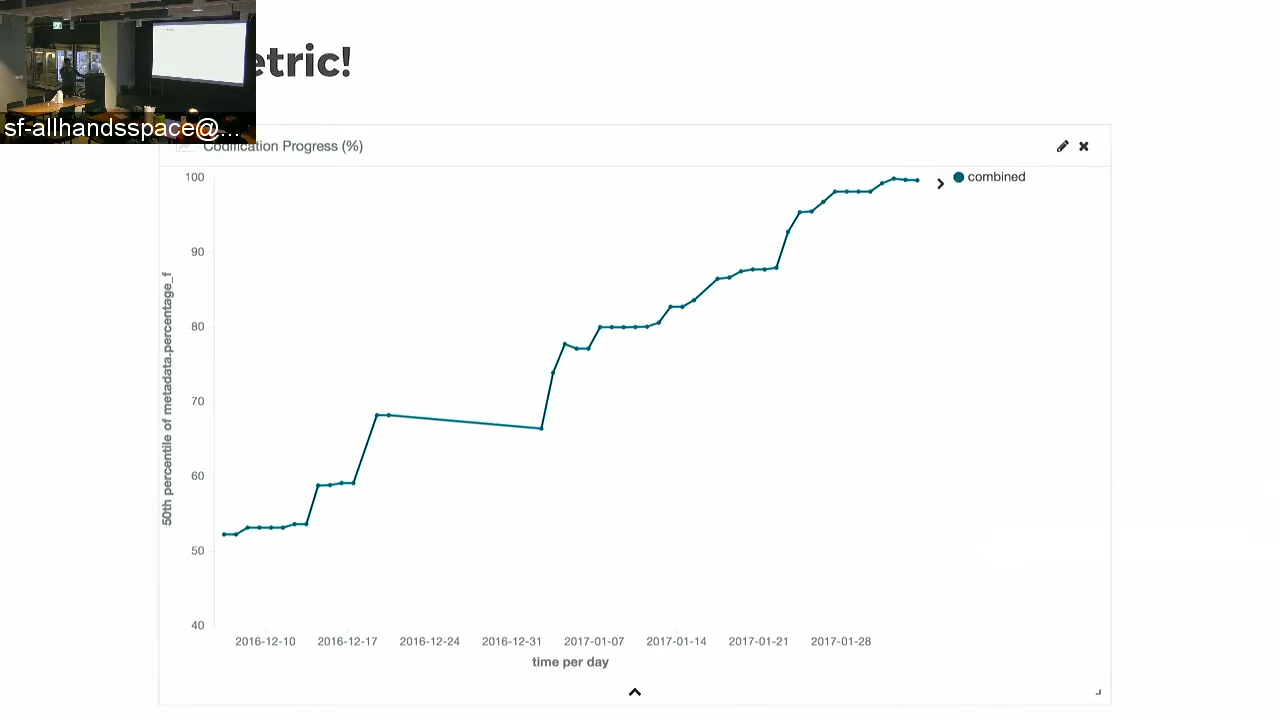 etric!
sf-allhandsspace@...
Codification Progress (%)
combined
100
90
80
70
60
50
40
50th percentile of metadata.percentage_f
2016-12-10 2016-12-17 2016-12-24 2016-12-31 2017-01-07 2017-01-14 2017-01-21 2017-01-28
time per day